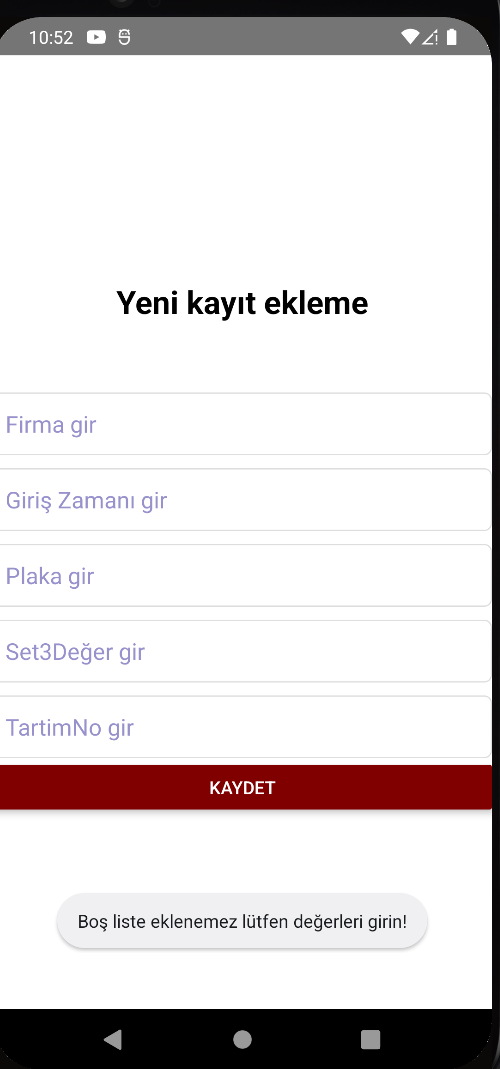 10:52
Yeni kayıt ekleme
Firma gir
Giriş Zamanı gir
Plaka gir
Set3Değer gir
TartimNo gir
KAYDET
Boş liste eklenemez lütfen değerleri girin!